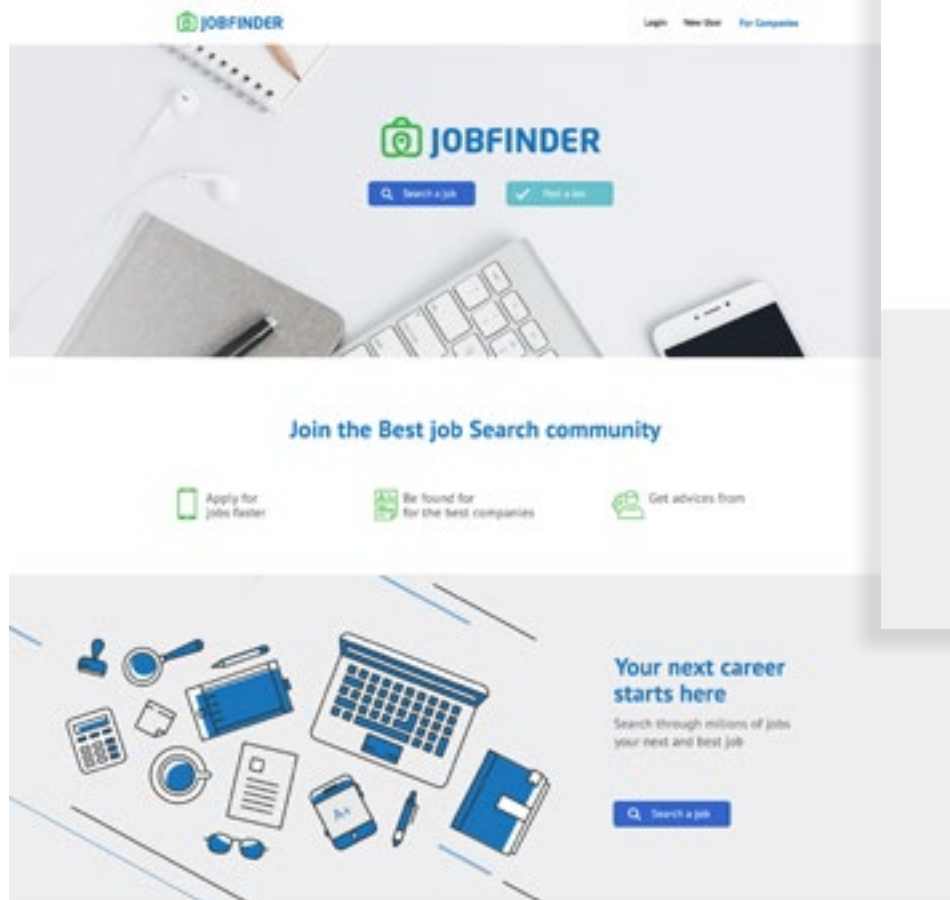 JOBFINDER
Login New User For Companies
JOBFINDER
Search a job
Post a Job
Join the Best job Search community
Apply for
jobs faster
Be found for
for the best companies
Get advices from
Your next career
starts here
Search through milions of jobs
your next and best job
Search a job
A+